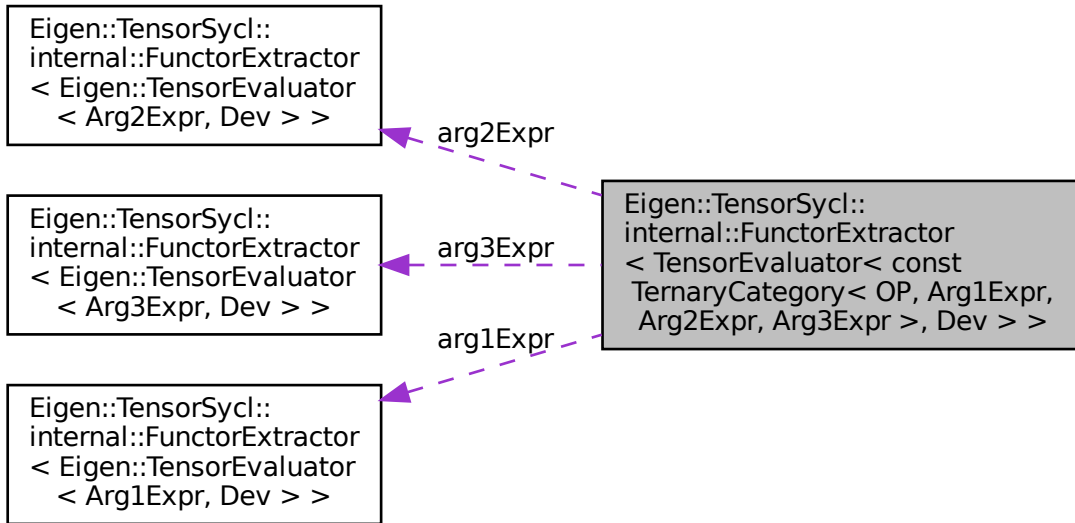 Eigen::TensorSycl::
internal::FunctorExtractor
< Eigen::TensorEvaluator
< Arg2Expr, Dev > >
arg2Expr
Eigen::TensorSycl::
internal::FunctorExtractor
< Eigen::TensorEvaluator
< Arg3Expr, Dev > >
arg3Expr
Eigen::TensorSycl::
internal::FunctorExtractor
< TensorEvaluator< const
TernaryCategory< OP, Arg1Expr,
Arg2Expr, Arg3Expr >, Dev > >
arg1Expr
Eigen::TensorSycl::
internal::FunctorExtractor
< Eigen::TensorEvaluator
< Arg1Expr, Dev > >